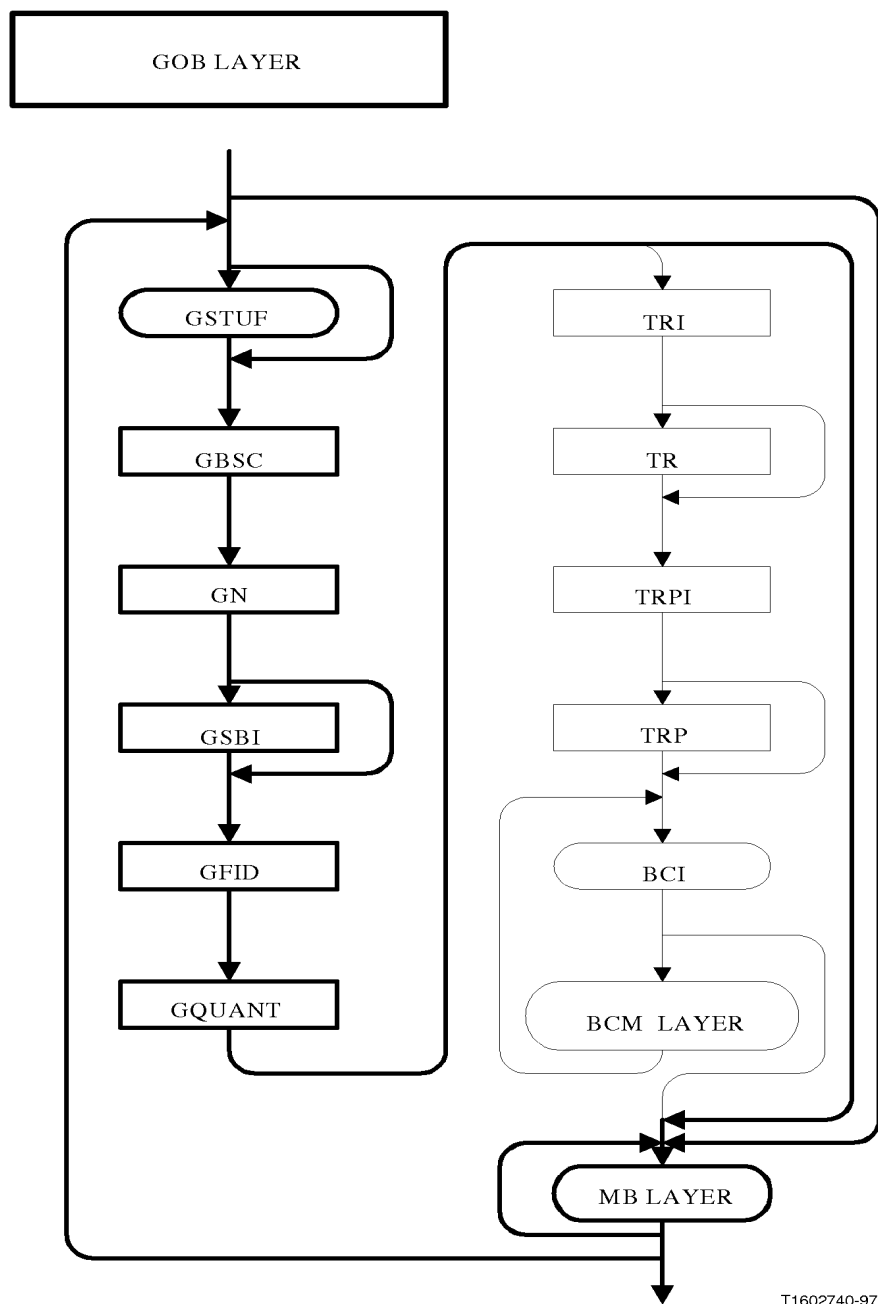 GOB LAYER
GSTUF
GBSC
GN
GSBI
GFID
GQUANT
TRI
TR
TRPI
TRP
BCI
BCM LAYER
MB LAYER
T1602740-97